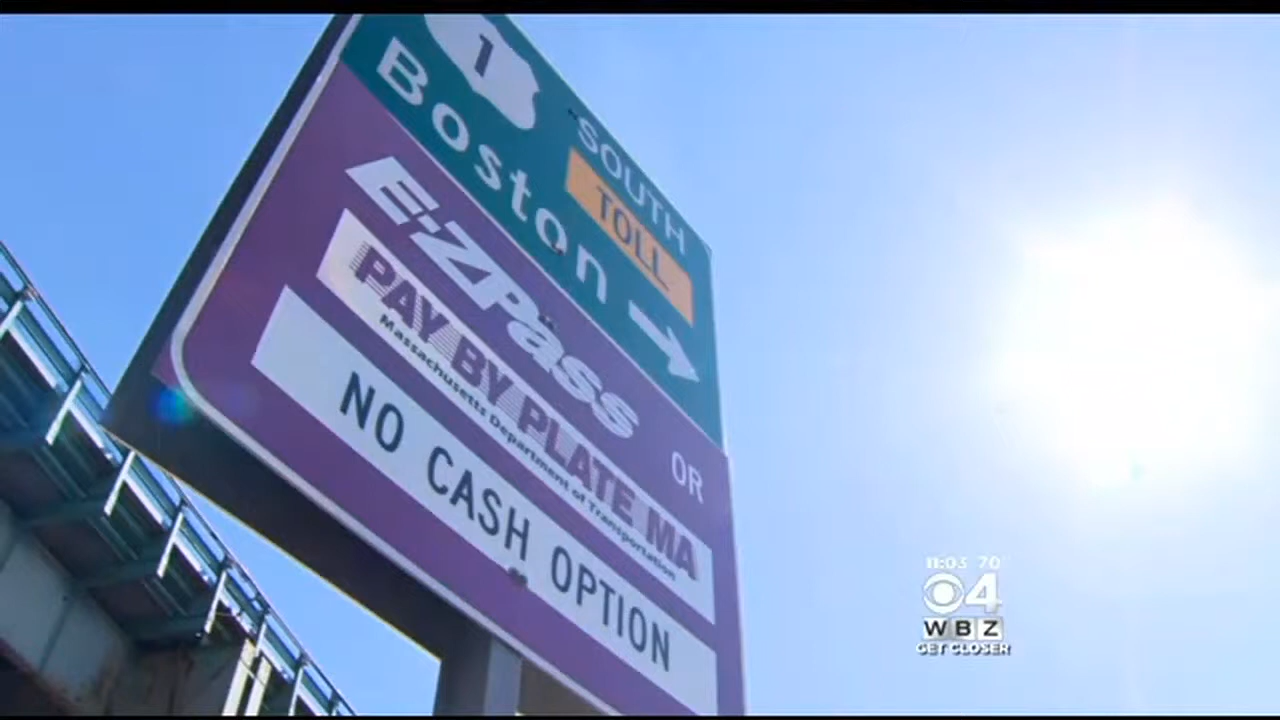 1
SOUTH
TOLL
Boston
E-ZPass
OR
PAY BY PLATE MA
Massachusetts Department of Transportation
NO CASH OPTION
11:03 70
4
WBZ
GET CLOSER